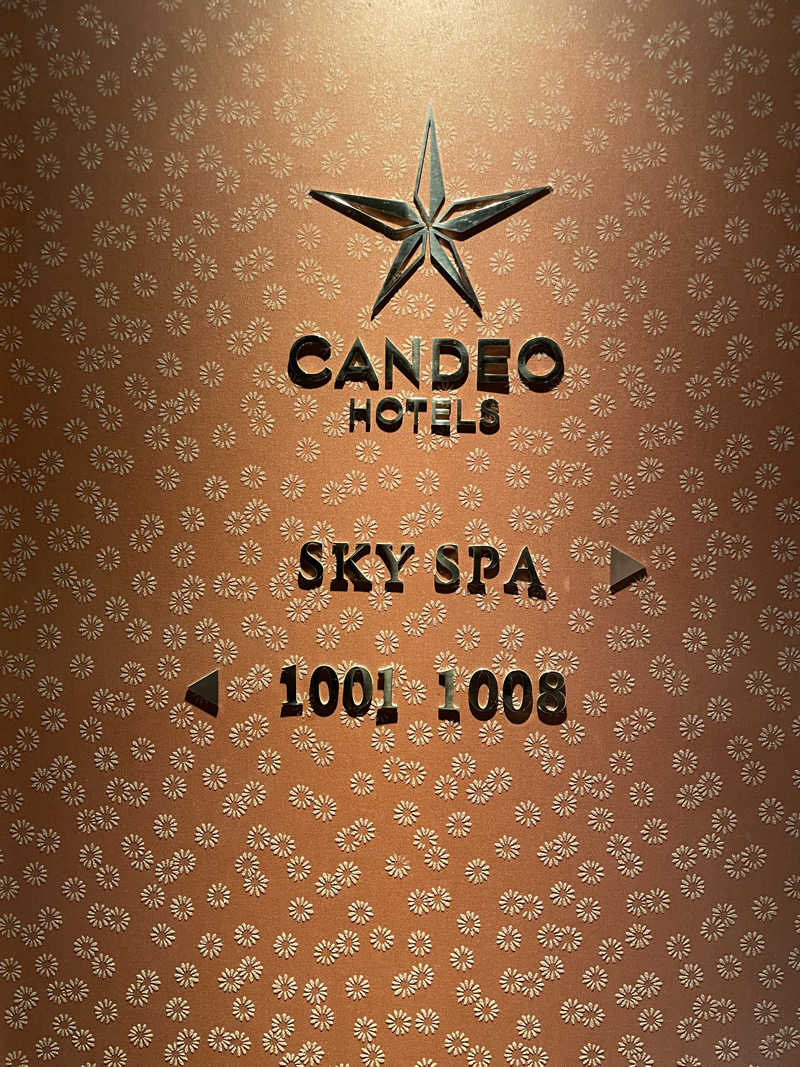 CANDEO
HOTELS
SKY SPA ▶
◀ 1001 1008